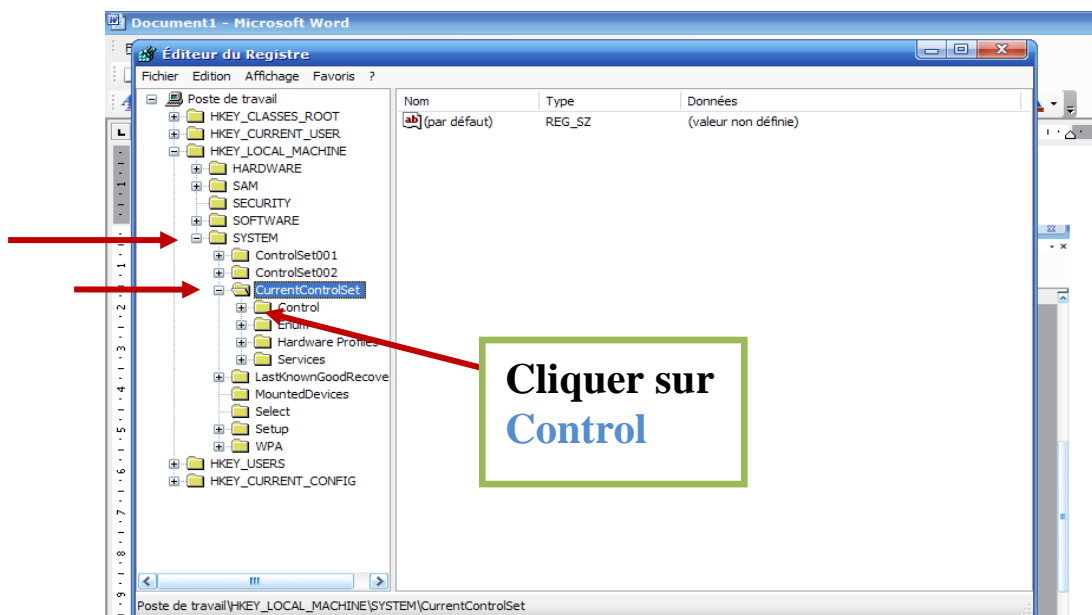 Document1 - Microsoft Word
Éditeur du Registre
Fichier Edition Affichage Favoris ?
Poste de travail
HKEY_CLASSES_ROOT
HKEY_CURRENT_USER
HKEY_LOCAL_MACHINE
HARDWARE
SAM
SECURITY
SOFTWARE
SYSTEM
ControlSet001
ControlSet002
CurrentControlSet
Control
Enum
Hardware Profiles
Services
LastKnownGoodRecove
MountedDevices
Select
Setup
WPA
HKEY_USERS
HKEY_CURRENT_CONFIG
Nom Type Données
(par défaut) REG_SZ (valeur non définie)
Cliquer sur
Control
Poste de travail\HKEY_LOCAL_MACHINE\SYSTEM\CurrentControlSet